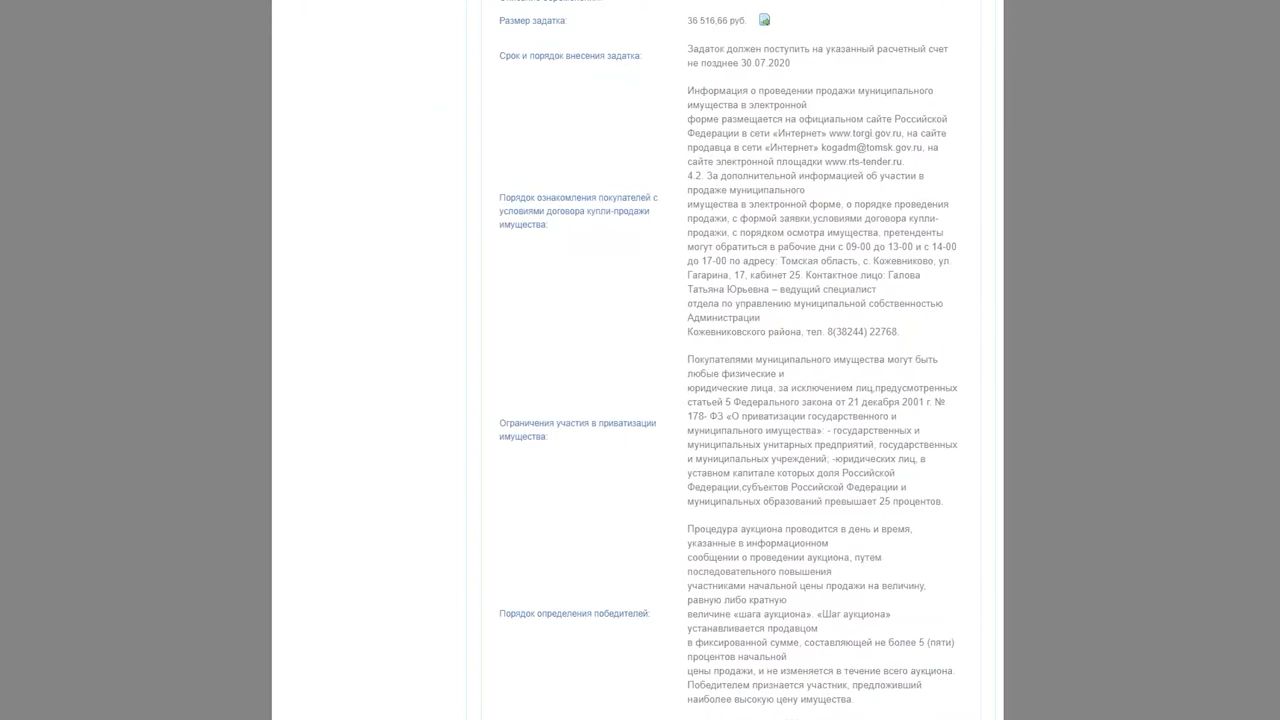 Размер задатка:
36 516,66 руб.
Срок и порядок внесения задатка:
Задаток должен поступить на указанный расчетный счет
не позднее 30.07.2020
Порядок ознакомления покупателей с
условиями договора купли-продажи
имущества:
Информация о проведении продажи муниципального
имущества в электронной
форме размещается на официальном сайте Российской
Федерации в сети «Интернет» www.torgi.gov.ru, на сайте
продавца в сети «Интернет» kogadm@tomsk.gov.ru, на
сайте электронной площадки www.rts-tender.ru.
4.2. За дополнительной информацией об участии в
продаже муниципального
имущества в электронной форме, о порядке проведения
продажи, с формой заявки,условиями договора купли-
продажи, с порядком осмотра имущества, претенденты
могут обратиться в рабочие дни с 09-00 до 13-00 и с 14-00
до 17-00 по адресу: Томская область, с. Кожевниково, ул.
Гагарина, 17, кабинет 25. Контактное лицо: Галова
Татьяна Юрьевна – ведущий специалист
отдела по управлению муниципальной собственностью
Администрации
Кожевниковского района, тел. 8(38244) 22768.
Ограничения участия в приватизации
имущества:
Покупателями муниципального имущества могут быть
любые физические и
юридические лица, за исключением лиц,предусмотренных
статьей 5 Федерального закона от 21 декабря 2001 г. №
178- ФЗ «О приватизации государственного и
муниципального имущества»: - государственных и
муниципальных унитарных предприятий, государственных
и муниципальных учреждений; -юридических лиц, в
уставном капитале которых доля Российской
Федерации,субъектов Российской Федерации и
муниципальных образований превышает 25 процентов.
Порядок определения победителей:
Процедура аукциона проводится в день и время,
указанные в информационном
сообщении о проведении аукциона, путем
последовательного повышения
участниками начальной цены продажи на величину,
равную либо кратную
величине «шага аукциона». «Шаг аукциона»
устанавливается продавцом
в фиксированной сумме, составляющей не более 5 (пяти)
процентов начальной
цены продажи, и не изменяется в течение всего аукциона.
Победителем признается участник, предложивший
наиболее высокую цену имущества.